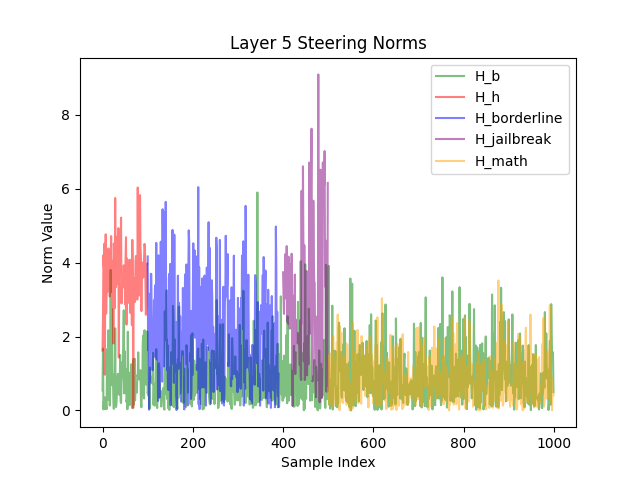 Layer 5 Steering Norms
H_b
H_h
H_borderline
H_jailbreak
H_math
Norm Value
8
6
4
2
0
0 200 400 600 800 1000
Sample Index